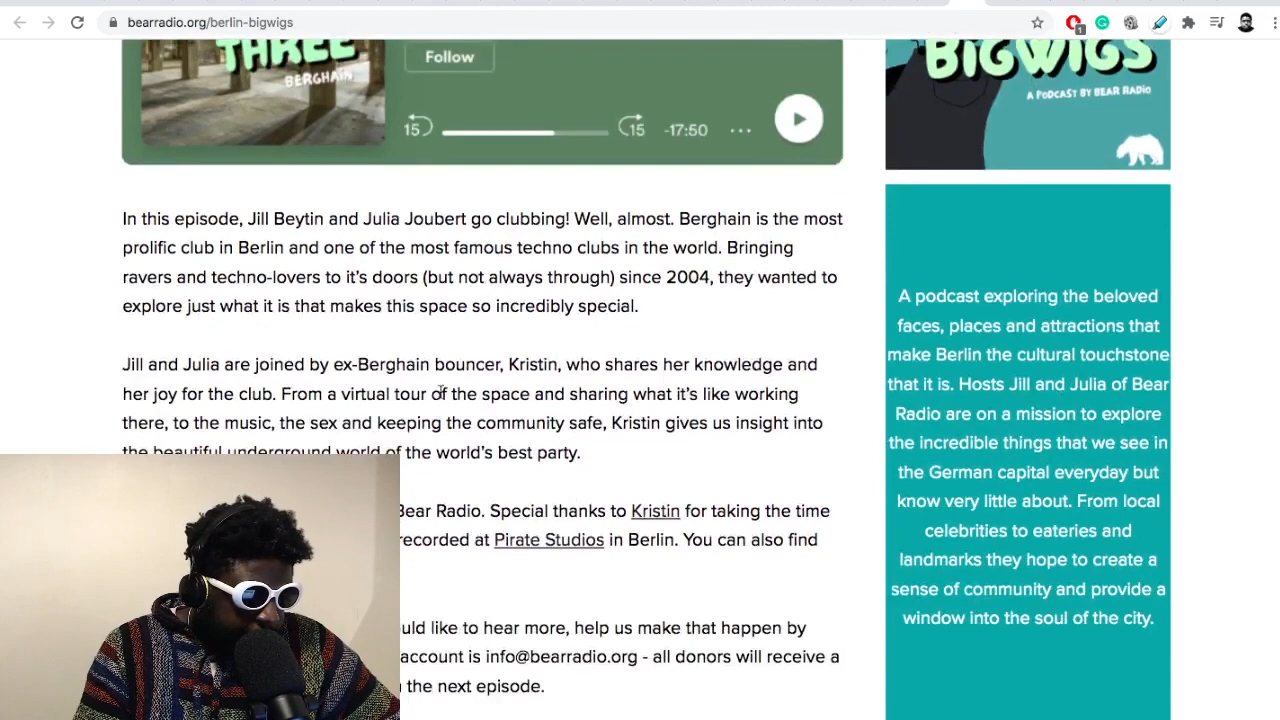 bearradio.org/berlin-bigwigs
1
THREE
BERGHAIN
Follow
15
15
-17:50
BIGWIGS
A PODCAST BY BEAR RADIO
In this episode, Jill Beytin and Julia Joubert go clubbing! Well, almost. Berghain is the most
prolific club in Berlin and one of the most famous techno clubs in the world. Bringing
ravers and techno-lovers to it’s doors (but not always through) since 2004, they wanted to
explore just what it is that makes this space so incredibly special.
Jill and Julia are joined by ex-Berghain bouncer, Kristin, who shares her knowledge and
her joy for the club. From a virtual tour of the space and sharing what it’s like working
there, to the music, the sex and keeping the community safe, Kristin gives us insight into
the beautiful underground world of the world’s best party.
Bear Radio. Special thanks to Kristin for taking the time
recorded at Pirate Studios in Berlin. You can also find
like to hear more, help us make that happen by
account is info@bearradio.org - all donors will receive a
the next episode.
A podcast exploring the beloved
faces, places and attractions that
make Berlin the cultural touchstone
that it is. Hosts Jill and Julia of Bear
Radio are on a mission to explore
the incredible things that we see in
the German capital everyday but
know very little about. From local
celebrities to eateries and
landmarks they hope to create a
sense of community and provide a
window into the soul of the city.